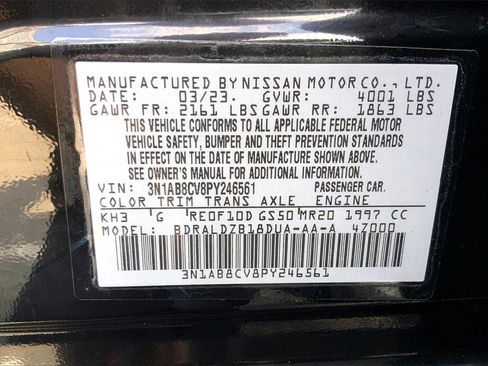 MANUFACTURED BY NISSAN MOTOR CO., LTD.
DATE: 03/23. GVWR: 4001 LBS
GAWR FR: 2161 LBS GAWR RR: 1863 LBS
THIS VEHICLE CONFORMS TO ALL APPLICABLE FEDERAL MOTOR
VEHICLE SAFETY, BUMPER AND THEFT PREVENTION STANDARDS
IN EFFECT ON THE DATE OF MANUFACTURE SHOWN ABOVE.
SEE OWNER'S MANUAL FOR ADDITIONAL INFORMATION.
VIN: 3N1AB8CV8PY246561 PASSENGER CAR.
COLOR TRIM TRANS AXLE ENGINE
KH3 'G RE0F10D GS50 MR20 1997 CC
MODEL: BDRALDZB18DUA-AA-A 47000
3N1AB8CV8PY246561